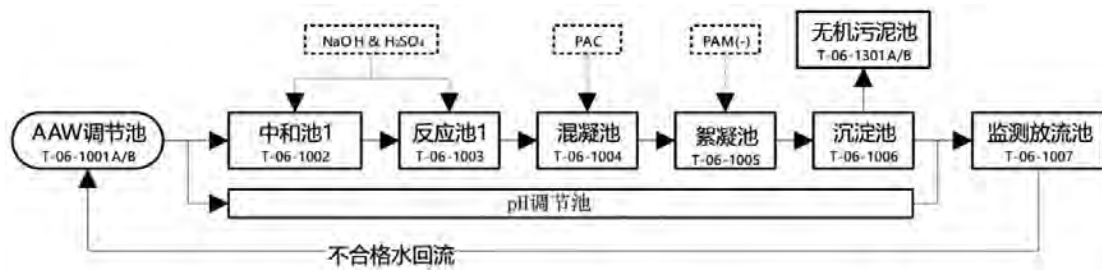 NaOH & H₂SO₄
PAC
PAM(-)
无机污泥池
T-06-1301A/B
AAW调节池
T-06-1001A/B
中和池1
T-06-1002
反应池1
T-06-1003
混凝池
T-06-1004
絮凝池
T-06-1005
沉淀池
T-06-1006
监测放流池
T-06-1007
pH调节池
不合格水回流